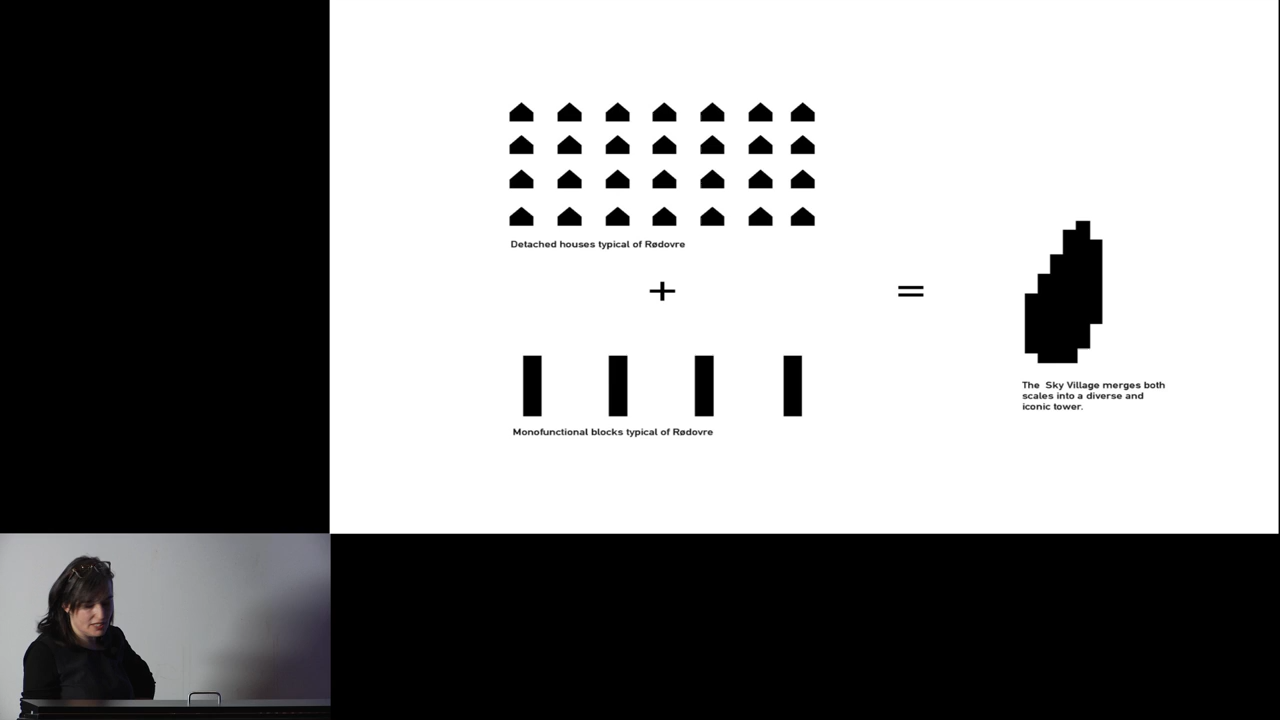 Detached houses typical of Rødovre
+
=
Monofunctional blocks typical of Rødovre
The Sky Village merges both
scales into a diverse and
iconic tower.